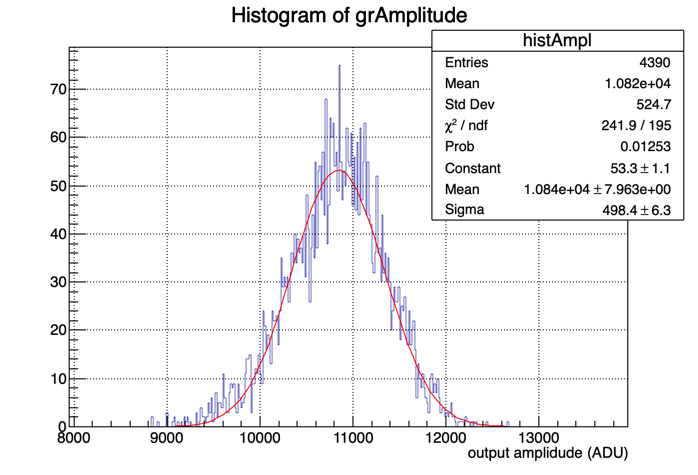 Histogram of grAmplitude
histAmpl
Entries 4390
Mean 1.082e+04
Std Dev 524.7
χ² / ndf 241.9 / 195
Prob 0.01253
Constant 53.3 ± 1.1
Mean 1.084e+04 ± 7.963e+00
Sigma 498.4 ± 6.3
70
60
50
40
30
20
10
0
8000 9000 10000 11000 12000 13000
output amplidude (ADU)